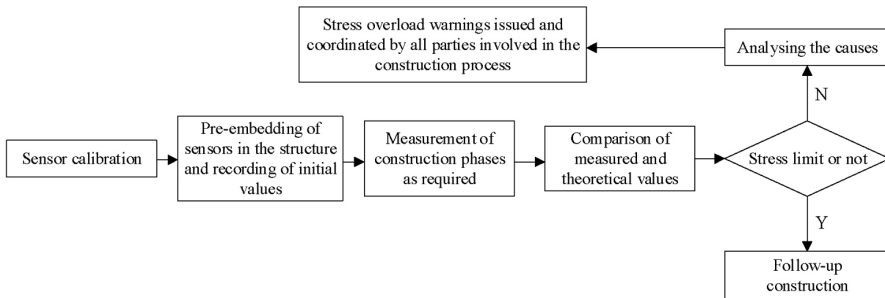 Stress overload warnings issued and
coordinated by all parties involved in the
construction process
Analysing the causes
N
Sensor calibration
Pre-embedding of
sensors in the structure
and recording of initial
values
Measurement of
construction phases
as required
Comparison of
measured and
theoretical values
Stress limit or not
Y
Follow-up
construction